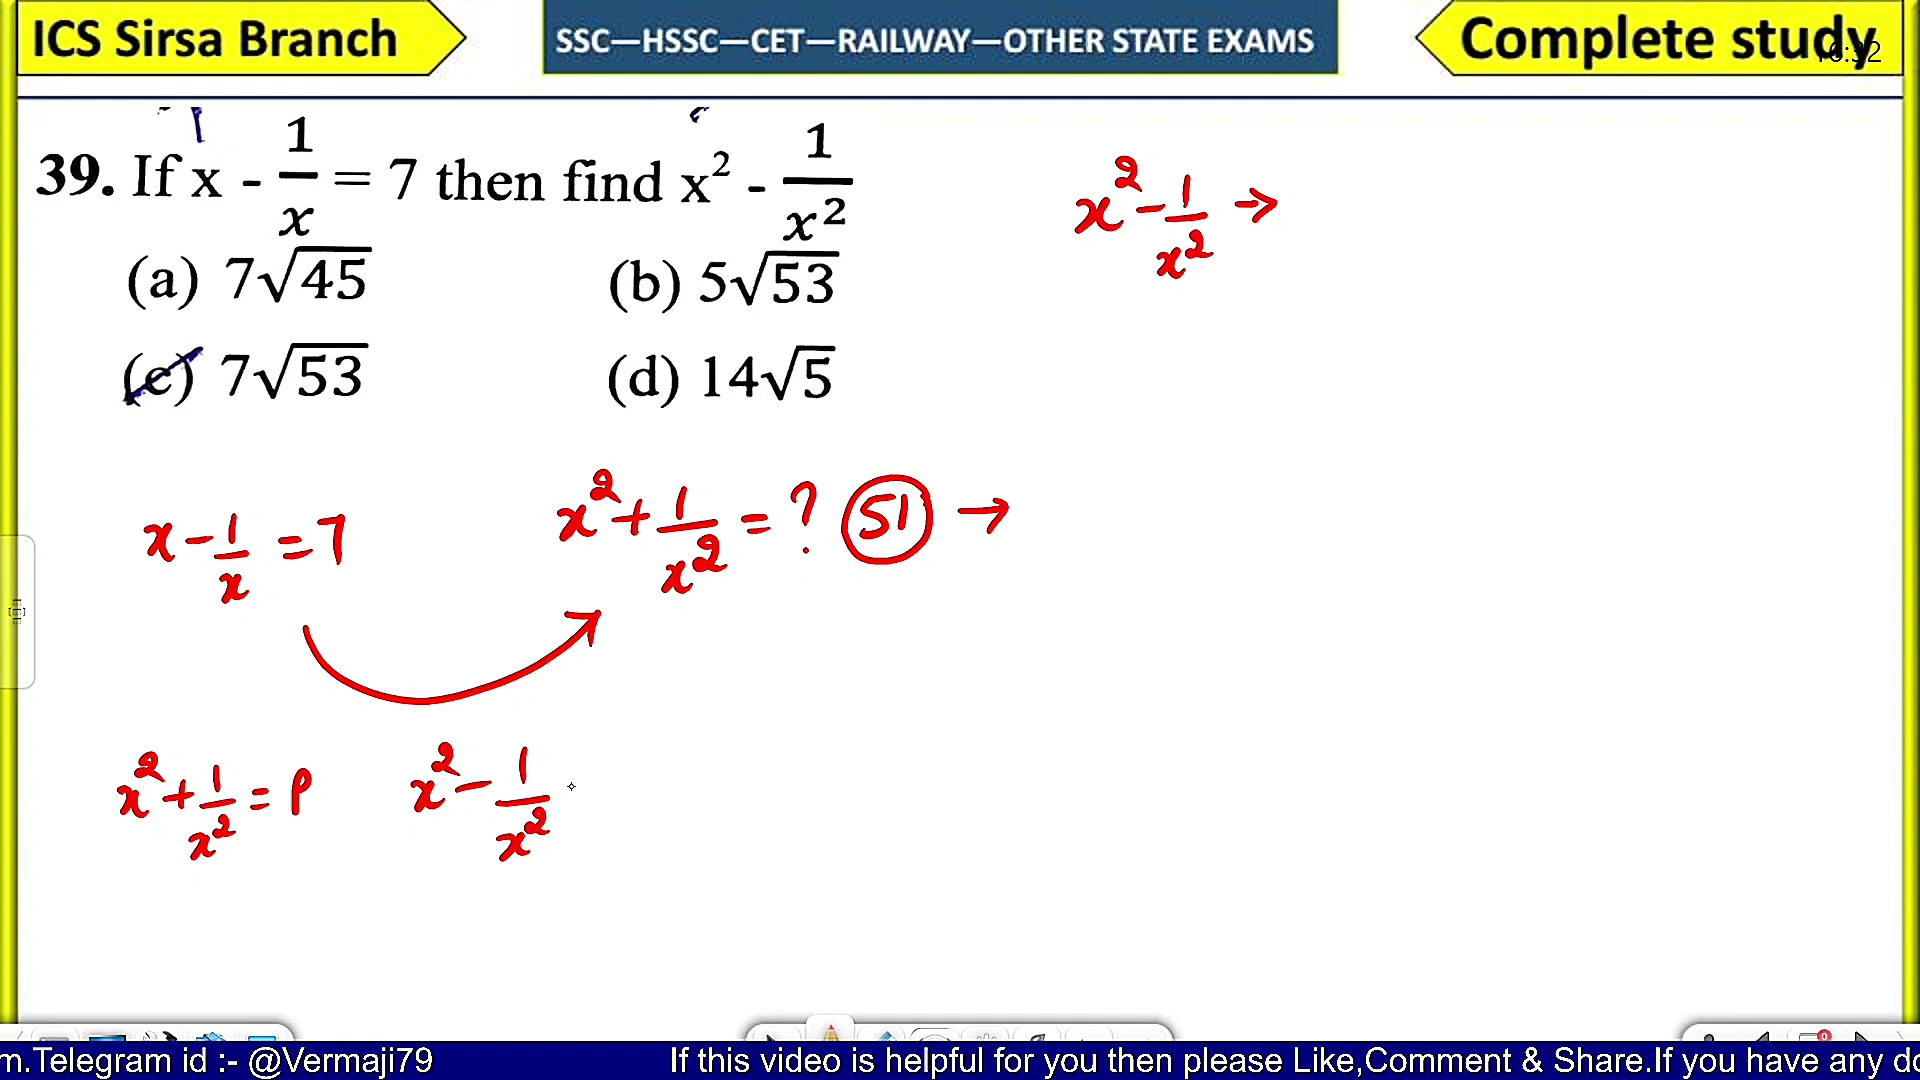 ICS Sirsa Branch
SSC—HSSC—CET—RAILWAY—OTHER STATE EXAMS
Complete study
39. If x - 1/x = 7 then find x² - 1/x²
(a) 7√45
(b) 5√53
(c) 7√53
(d) 14√5
x² - 1/x² →
x - 1/x = 7
x² + 1/x² = ? 51 →
x² + 1/x² = P
x² - 1/x²
m.Telegram id :- @Vermaji79
If this video is helpful for you then please Like,Comment & Share.If you have any do